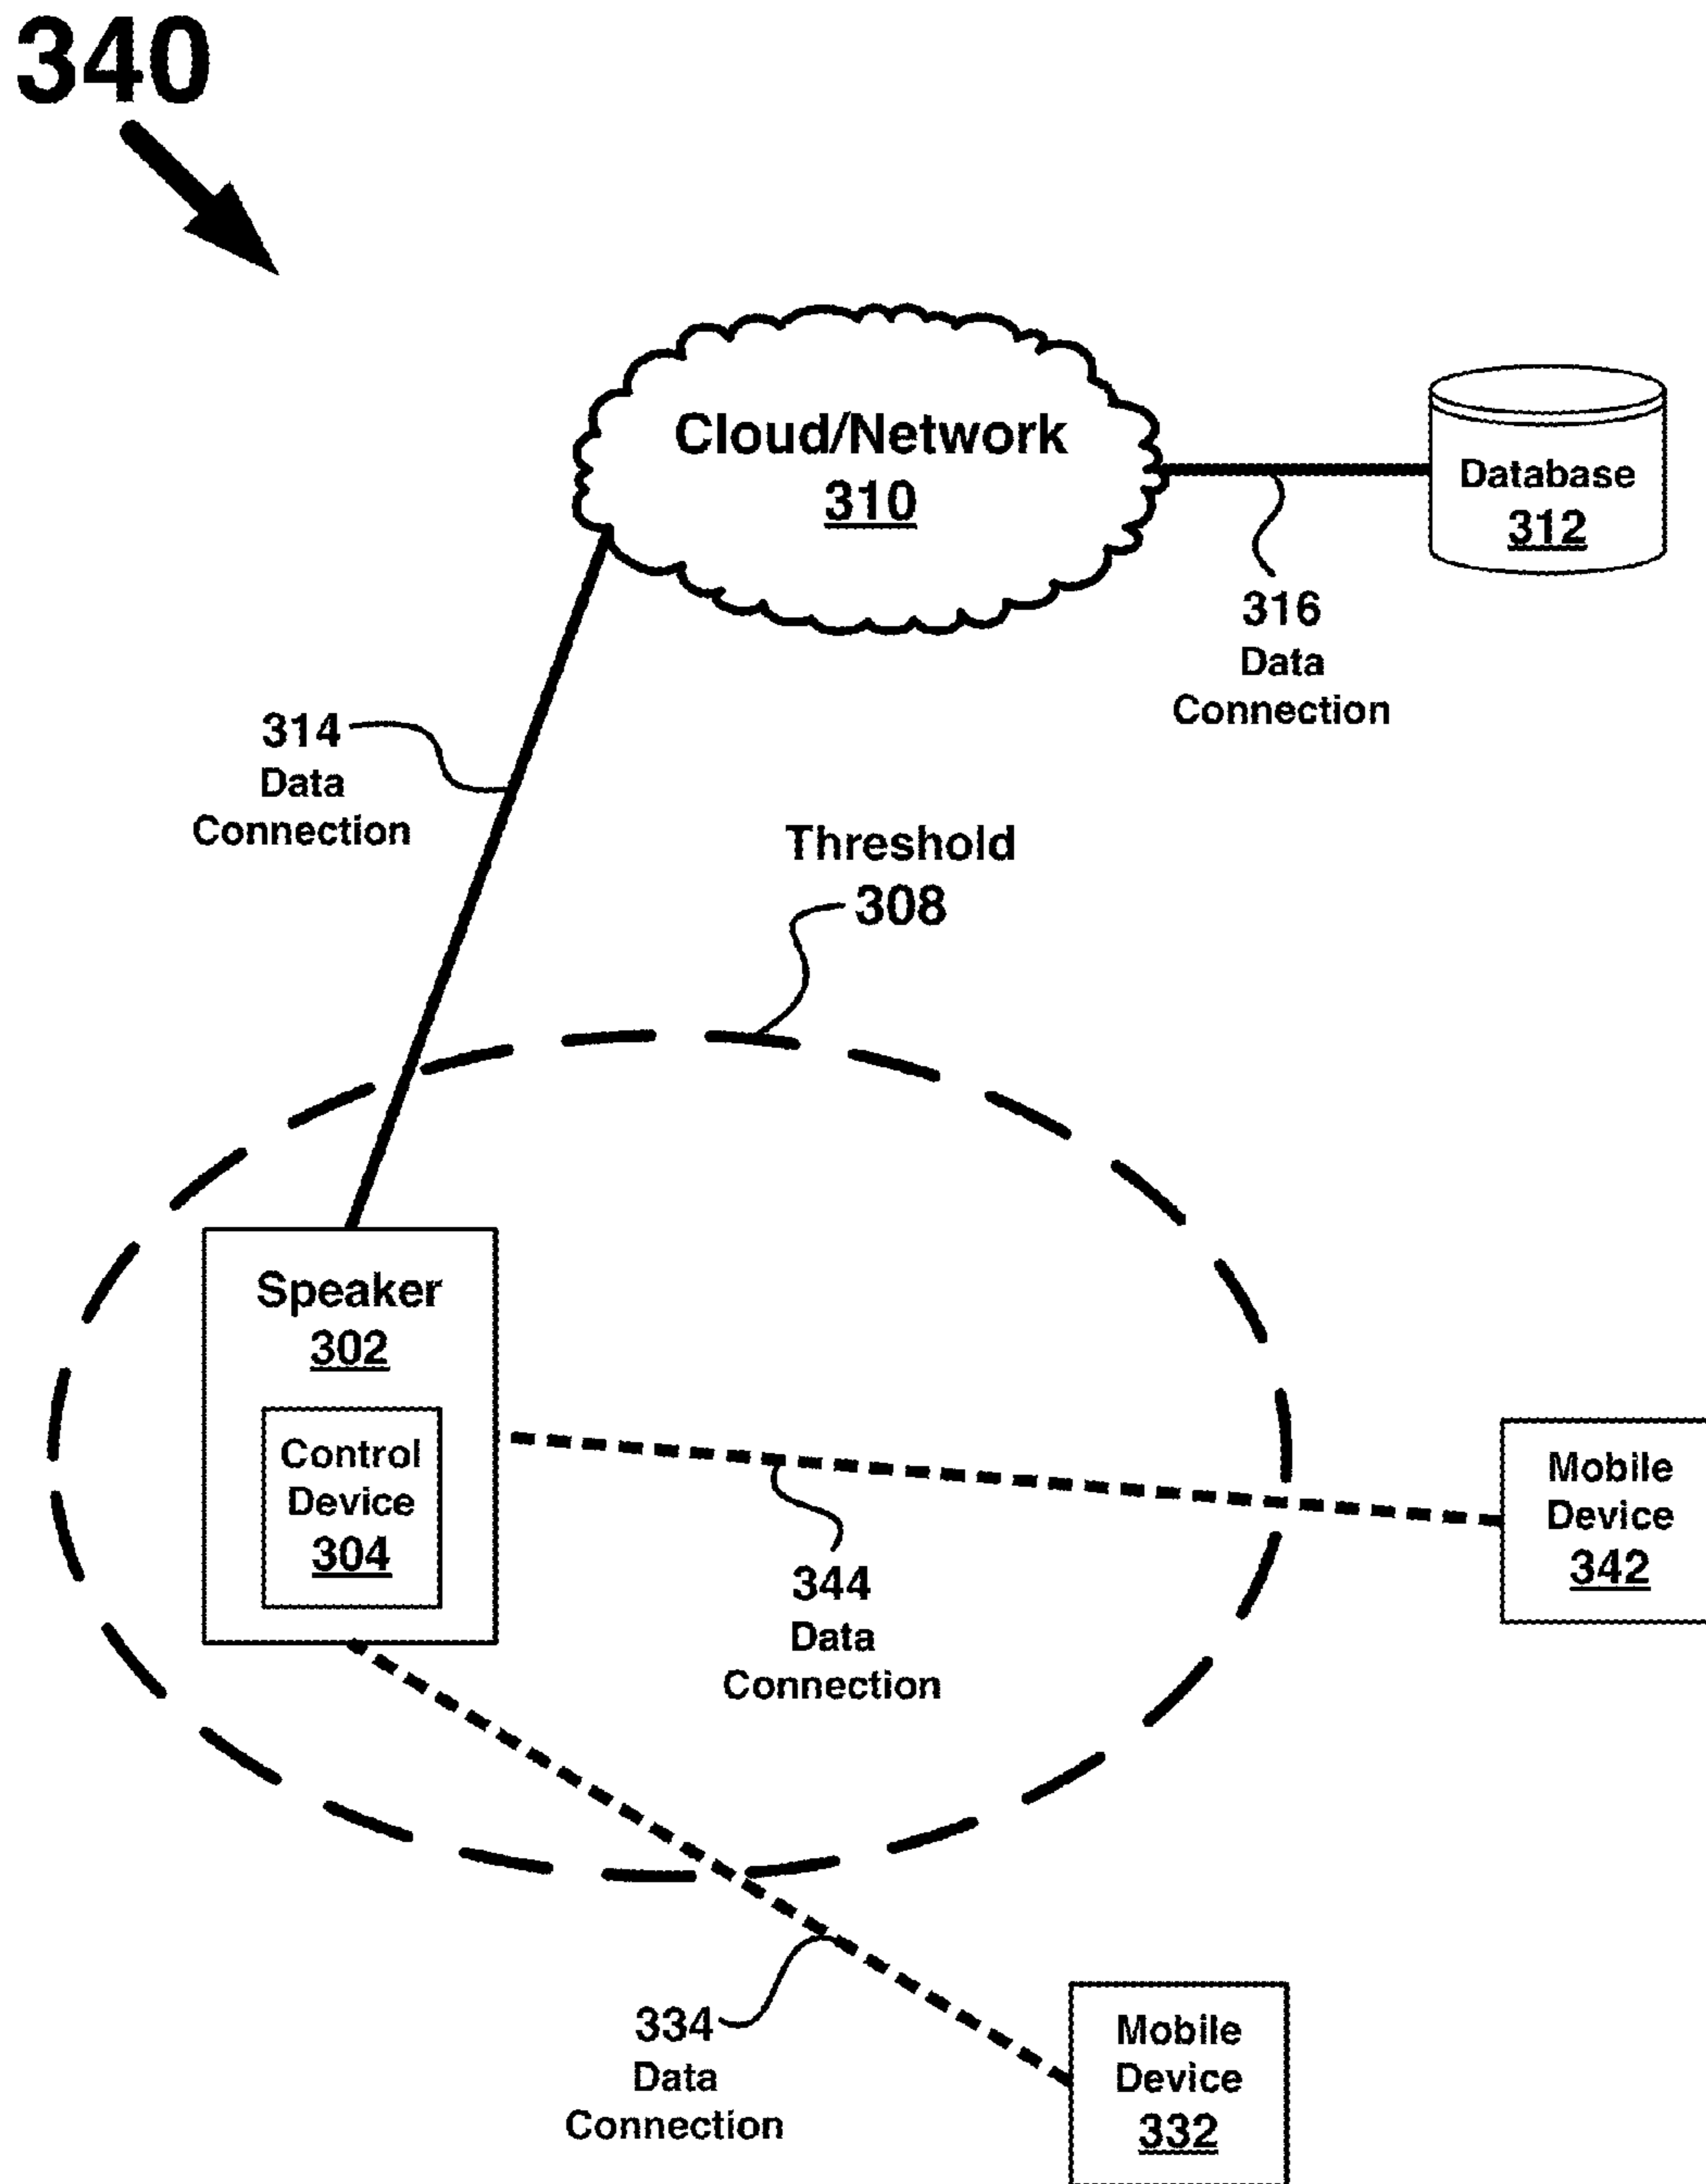 340
Cloud/Network
310
Database
312
316
Data
Connection
314
Data
Connection
Threshold
308
Speaker
302
Control
Device
304
Mobile
Device
342
344
Data
Connection
334
Data
Connection
Mobile
Device
332